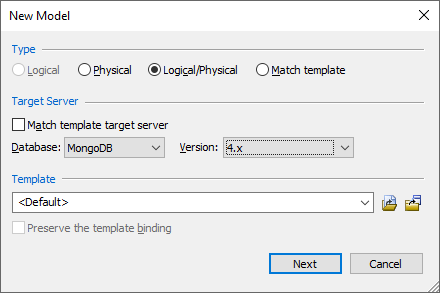 New Model
Type
Logical Physical Logical/Physical Match template
Target Server
Match template target server
Database: MongoDB Version: 4.x
Template
<Default>
Preserve the template binding
Next Cancel